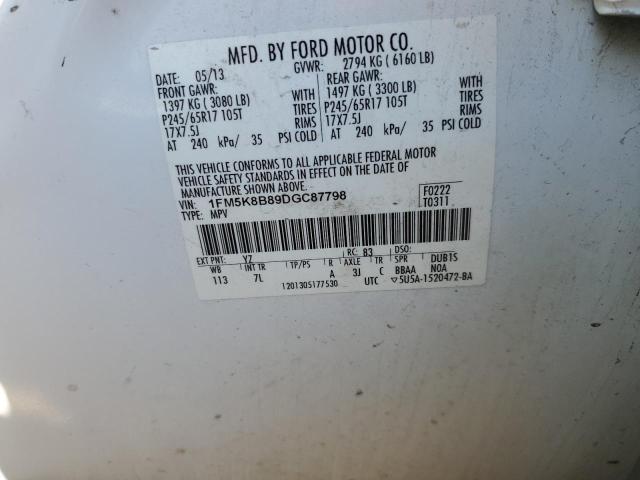 MFD. BY FORD MOTOR CO.
DATE: 05/13 GVWR: 2794 KG ( 6160 LB)
FRONT GAWR: REAR GAWR:
1397 KG ( 3080 LB) WITH 1497 KG ( 3300 LB) WITH
P245/65R17 105T TIRES P245/65R17 105T TIRES
17X7.5J RIMS 17X7.5J RIMS
AT 240 kPa/ 35 PSI COLD AT 240 kPa/ 35 PSI COLD
THIS VEHICLE CONFORMS TO ALL APPLICABLE FEDERAL MOTOR
VEHICLE SAFETY STANDARDS IN EFFECT ON THE DATE OF
MANUFACTURE SHOWN ABOVE.
VIN: 1FM5K8B89DGC87798 F0222
TYPE: MPV T0311
EXT PNT: YZ RC: B3 DSO:
WB INT TR TP/PS R AXLE TR SPR DUB1S
113 7L A 3J C BBAA NOA
1201305177530 UTC ▽5U5A-1520472-BA